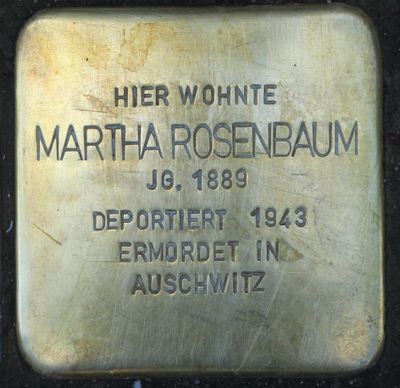 HIER WOHNTE
MARTHA ROSENBAUM
JG. 1889
DEPORTIERT 1943
ERMORDET IN
AUSCHWITZ